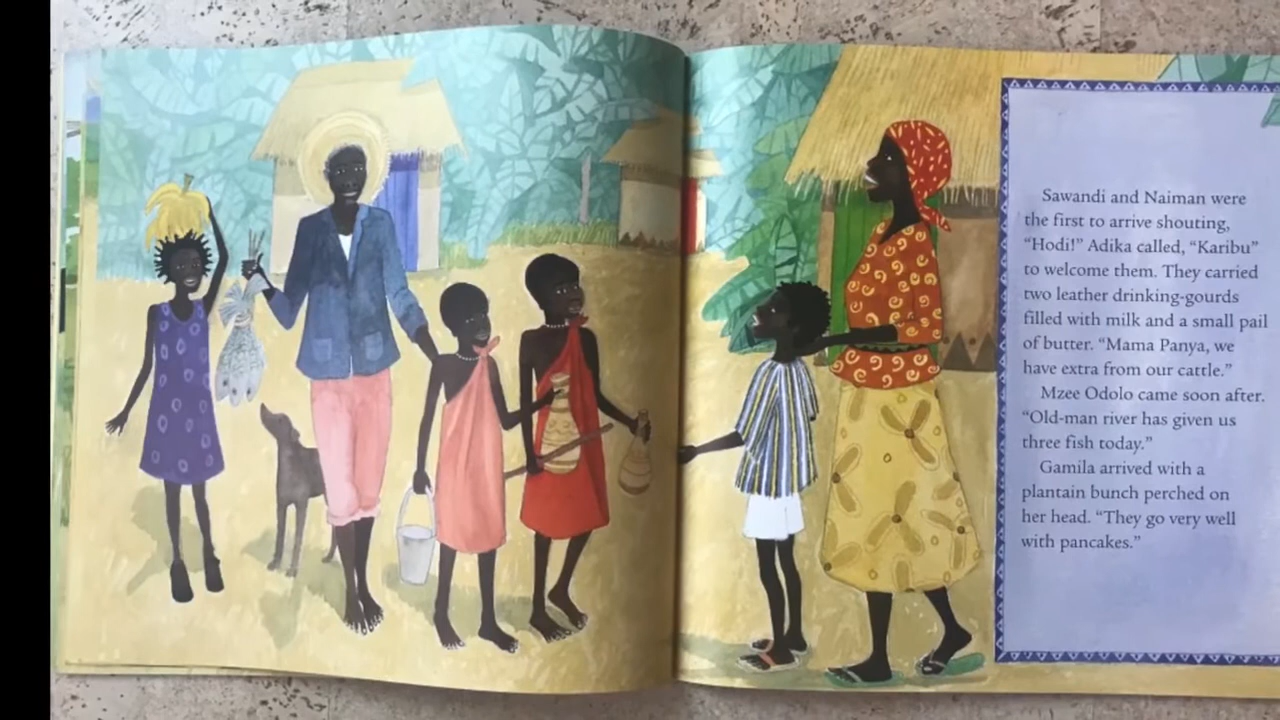 Sawandi and Naiman were
the first to arrive shouting,
“Hodi!” Adika called, “Karibu”
to welcome them. They carried
two leather drinking-gourds
filled with milk and a small pail
of butter. “Mama Panya, we
have extra from our cattle.”
Mzee Odolo came soon after.
“Old-man river has given us
three fish today.”
Gamila arrived with a
plantain bunch perched on
her head. “They go very well
with pancakes.”